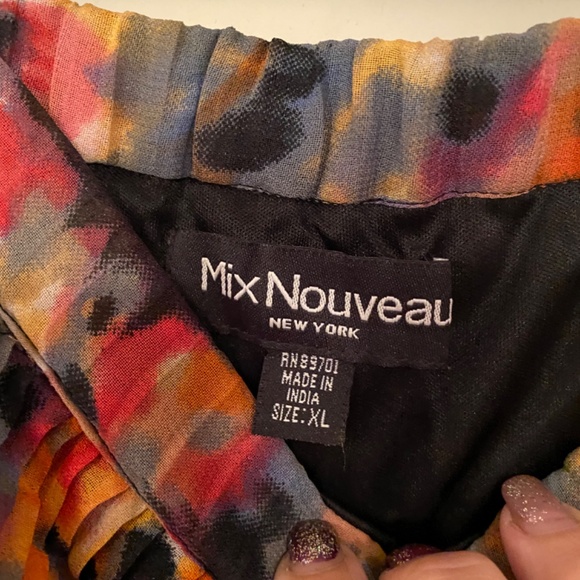 Mix Nouveau
NEW YORK
RN89701
MADE IN
INDIA
SIZE: XL